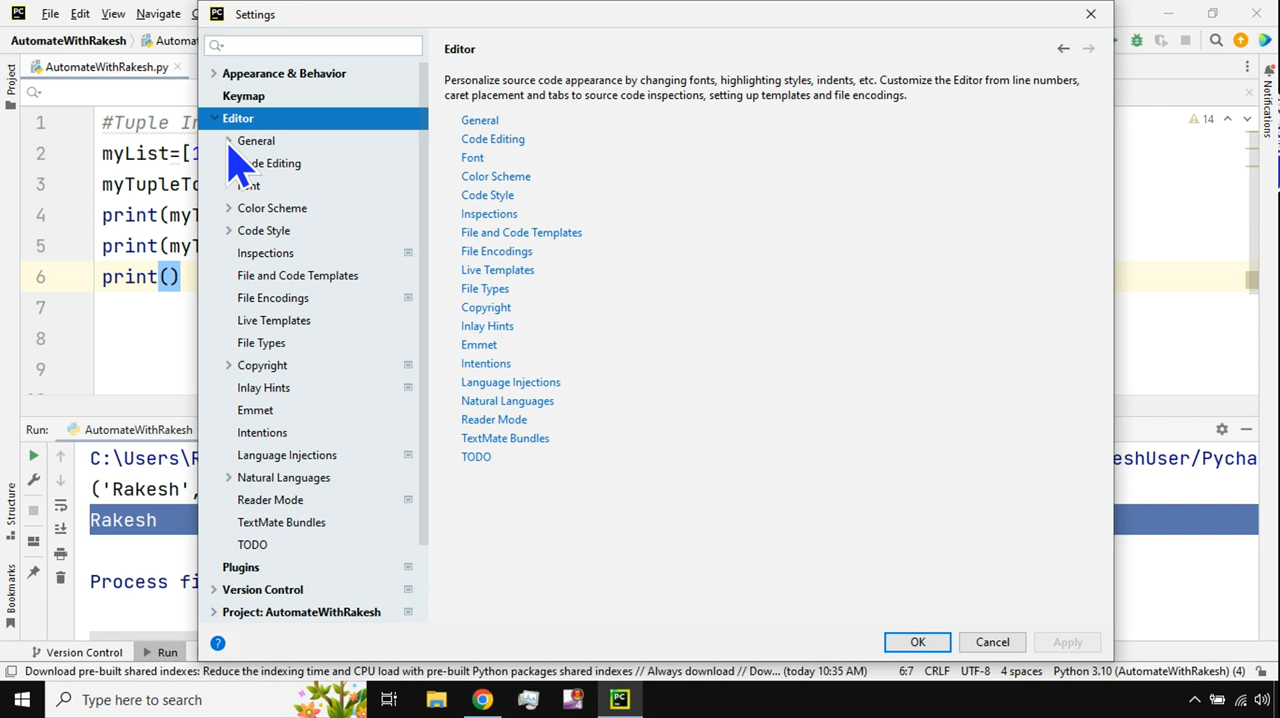 PC File Edit View Navigate
PC Settings
AutomateWithRakesh
AutomateWithRakesh.py
Project
Notifications
Structure
Bookmarks
1 #Tuple
2 myList=[
3
4 print(
5 print(
6 print()
7
8
9
14
Appearance & Behavior
Keymap
Editor
General
Code Editing
Font
Color Scheme
Code Style
Inspections
File and Code Templates
File Encodings
Live Templates
File Types
Copyright
Inlay Hints
Emmet
Intentions
Language Injections
Natural Languages
Reader Mode
TextMate Bundles
TODO
Plugins
Version Control
Project: AutomateWithRakesh
Editor
Personalize source code appearance by changing fonts, highlighting styles, indents, etc. Customize the Editor from line numbers,
caret placement and tabs to source code inspections, setting up templates and file encodings.
General
Code Editing
Font
Color Scheme
Code Style
Inspections
File and Code Templates
File Encodings
Live Templates
File Types
Copyright
Inlay Hints
Emmet
Intentions
Language Injections
Natural Languages
Reader Mode
TextMate Bundles
TODO
?
OK Cancel Apply
Run: AutomateWithRakesh
C:\Users\
eshUser/Pycha
('Rakesh',
Rakesh
Process
Version Control Run
Download pre-built shared indexes: Reduce the indexing time and CPU load with pre-built Python packages shared indexes // Always download // Dow... (today 10:35 AM) 6:7 CRLF UTF-8 4 spaces Python 3.10 (AutomateWithRakesh) (4)
Type here to search